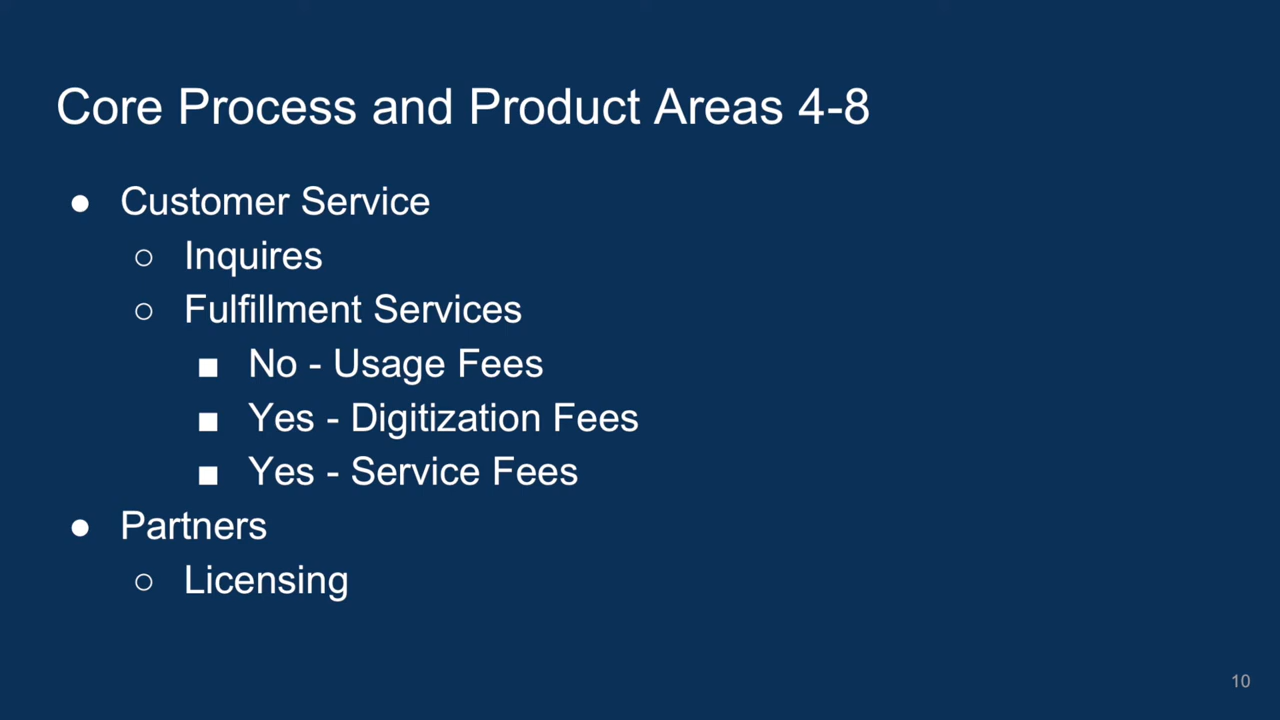 Core Process and Product Areas 4-8
● Customer Service
○ Inquires
○ Fulfillment Services
■ No - Usage Fees
■ Yes - Digitization Fees
■ Yes - Service Fees
● Partners
○ Licensing
10